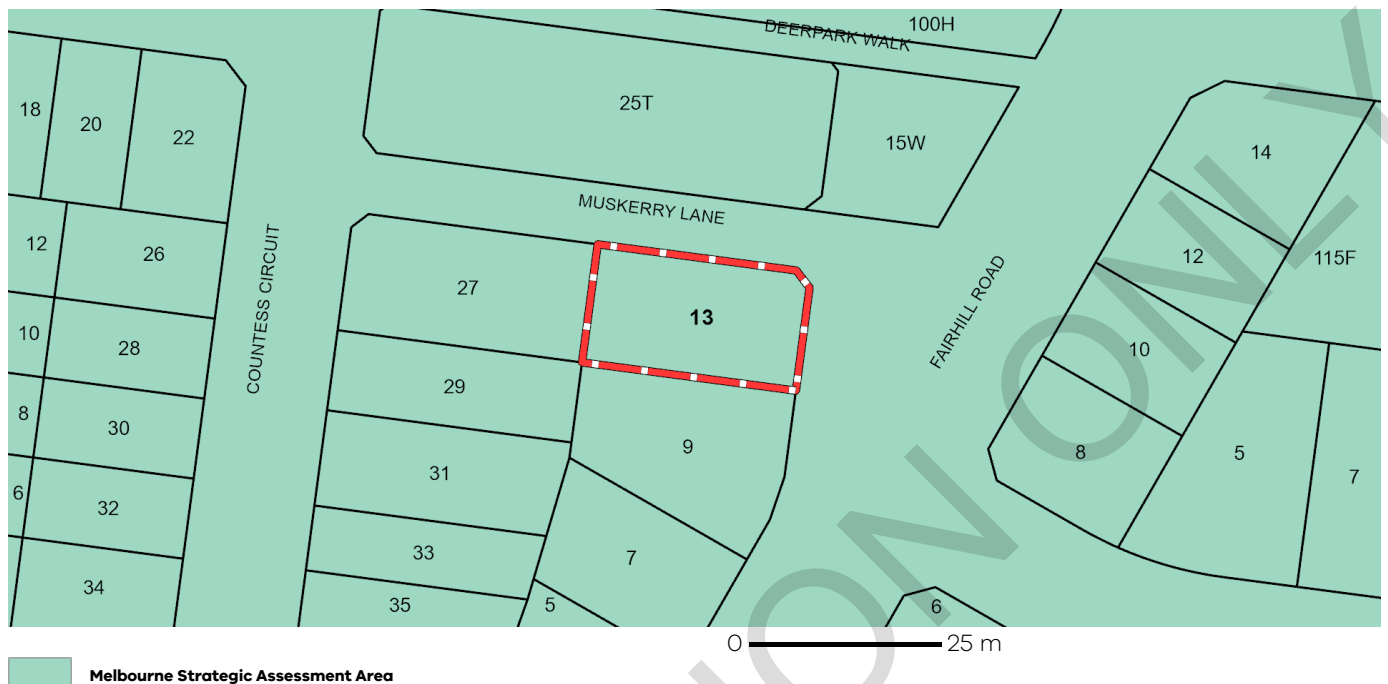 100H
DEERPARK WALK
25T
15W
18
20
22
14
MUSKERRY LANE
12
26
COUNTESS CIRCUIT
27
13
FAIRHILL ROAD
12
115F
10
28
29
10
8
30
31
9
8
5
7
6
32
33
7
34
35
5
6
ION ONLY
0 25 m
Melbourne Strategic Assessment Area